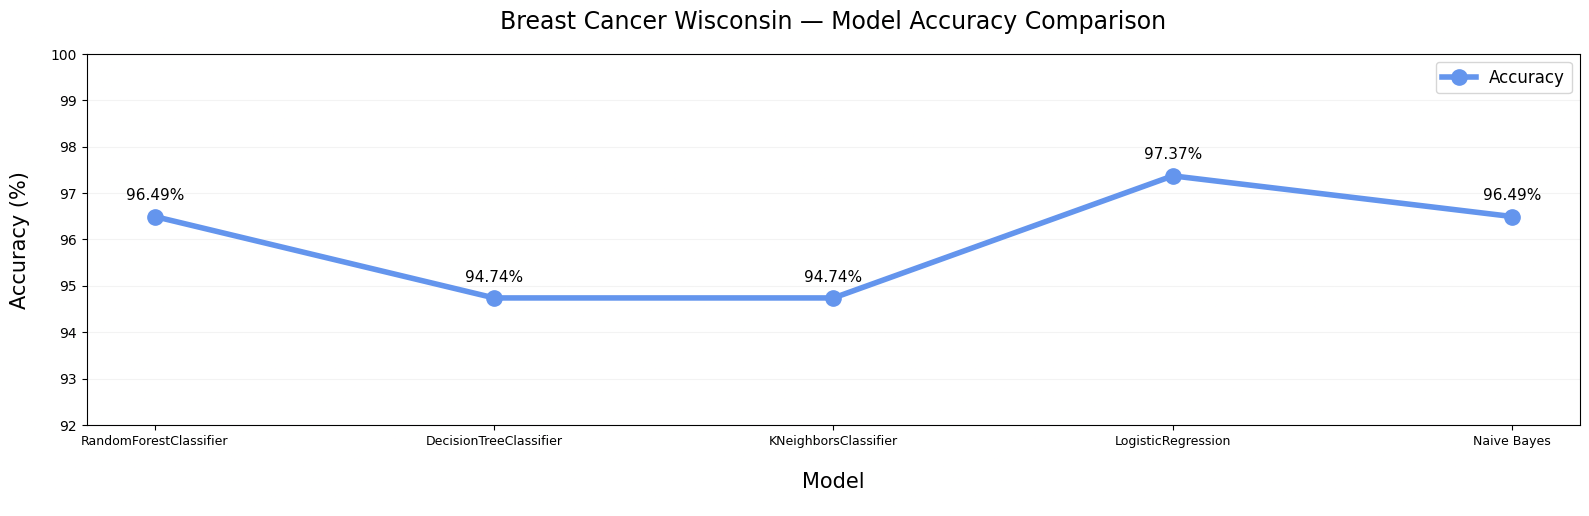 Breast Cancer Wisconsin — Model Accuracy Comparison
Accuracy (%)
100
99
98
97
96
95
94
93
92
Accuracy
96.49%
94.74%
94.74%
97.37%
96.49%
RandomForestClassifier
DecisionTreeClassifier
KNeighborsClassifier
LogisticRegression
Naive Bayes
Model